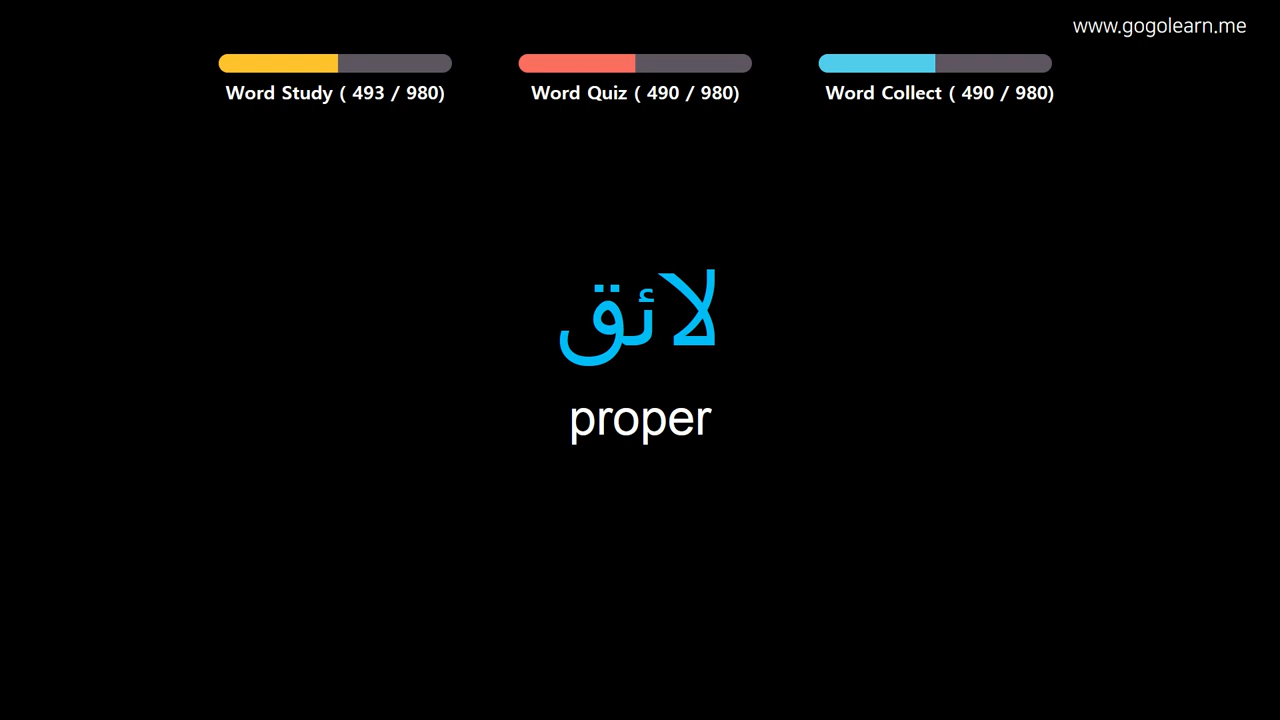 www.gogolearn.me
Word Study ( 493 / 980)
Word Quiz ( 490 / 980)
Word Collect ( 490 / 980)
لائق
proper